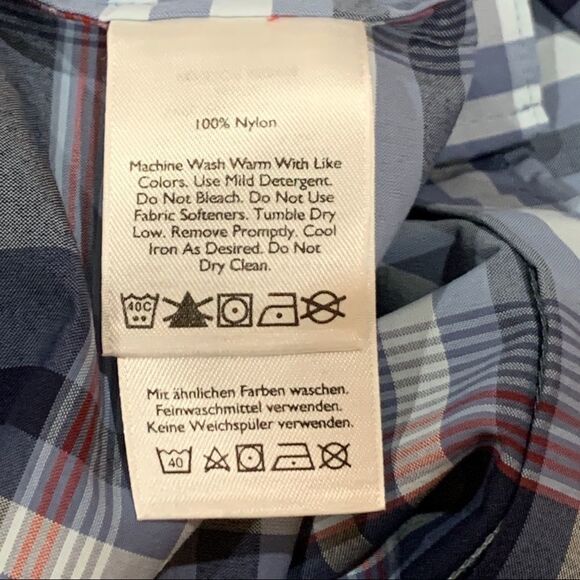 100% Nylon
Machine Wash Warm With Like
Colors. Use Mild Detergent.
Do Not Bleach. Do Not Use
Fabric Softeners. Tumble Dry
Low. Remove Promptly. Cool
Iron As Desired. Do Not
Dry Clean.
40C
Mit ähnlichen Farben waschen.
Feinwaschmittel verwenden.
Keine Weichspüler verwenden.
40